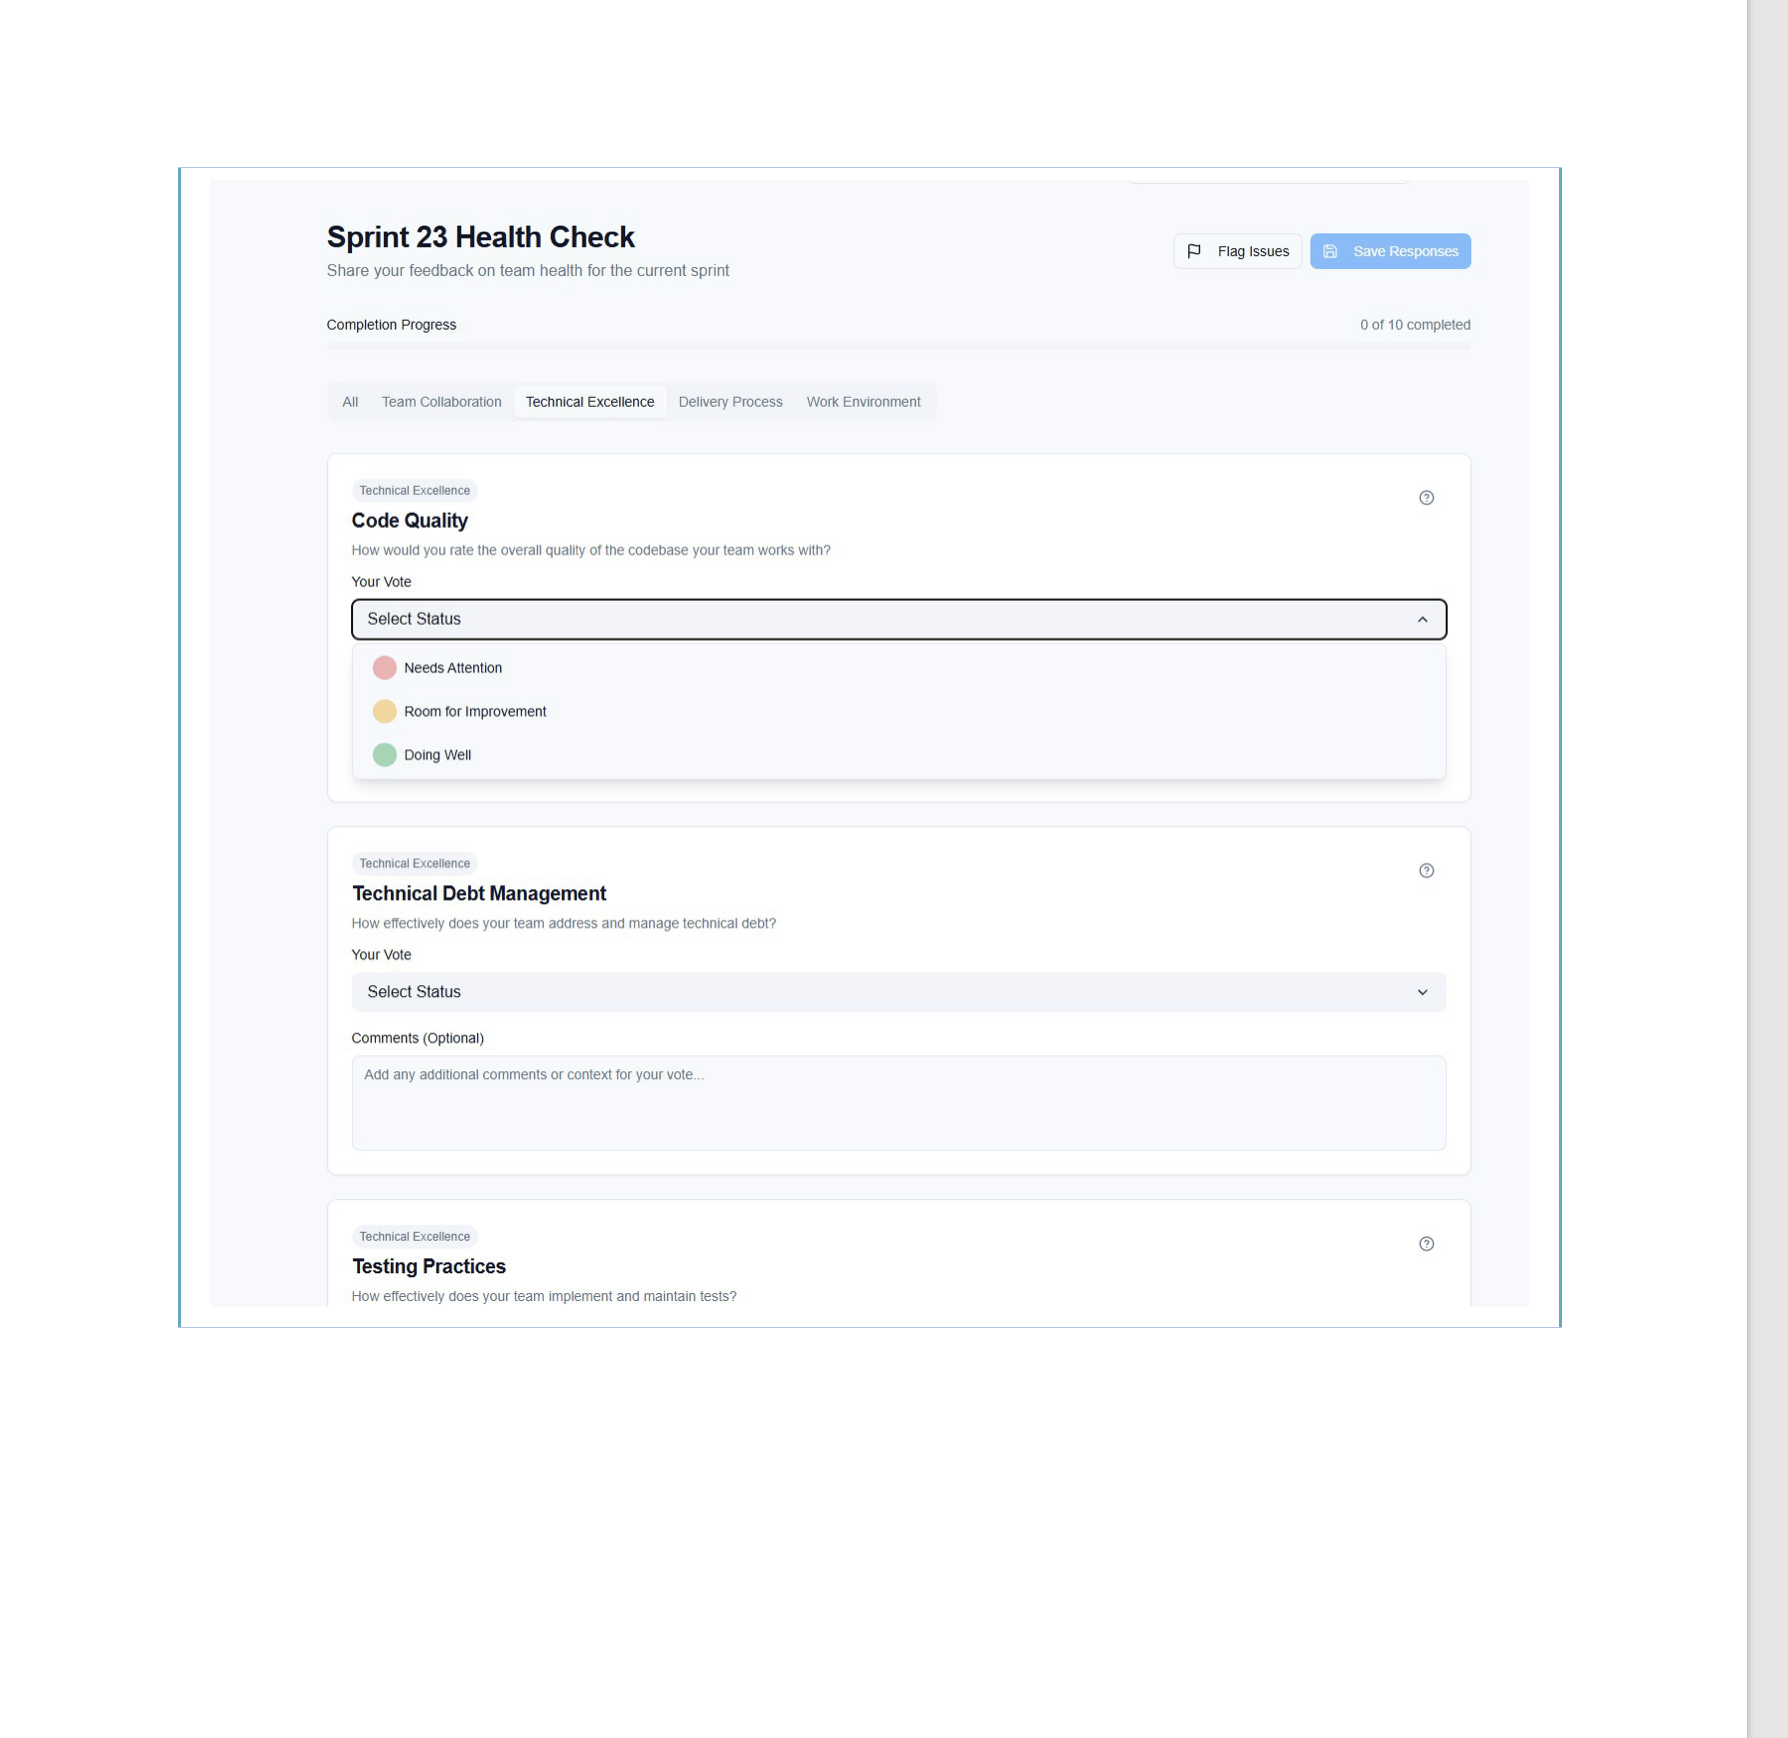 Sprint 23 Health Check
Share your feedback on team health for the current sprint
Flag Issues
Save Responses
Completion Progress
0 of 10 completed
All
Team Collaboration
Technical Excellence
Delivery Process
Work Environment
Technical Excellence
Code Quality
How would you rate the overall quality of the codebase your team works with?
Your Vote
Select Status
Needs Attention
Room for Improvement
Doing Well
Technical Excellence
Technical Debt Management
How effectively does your team address and manage technical debt?
Your Vote
Select Status
Comments (Optional)
Add any additional comments or context for your vote...
Technical Excellence
Testing Practices
How effectively does your team implement and maintain tests?